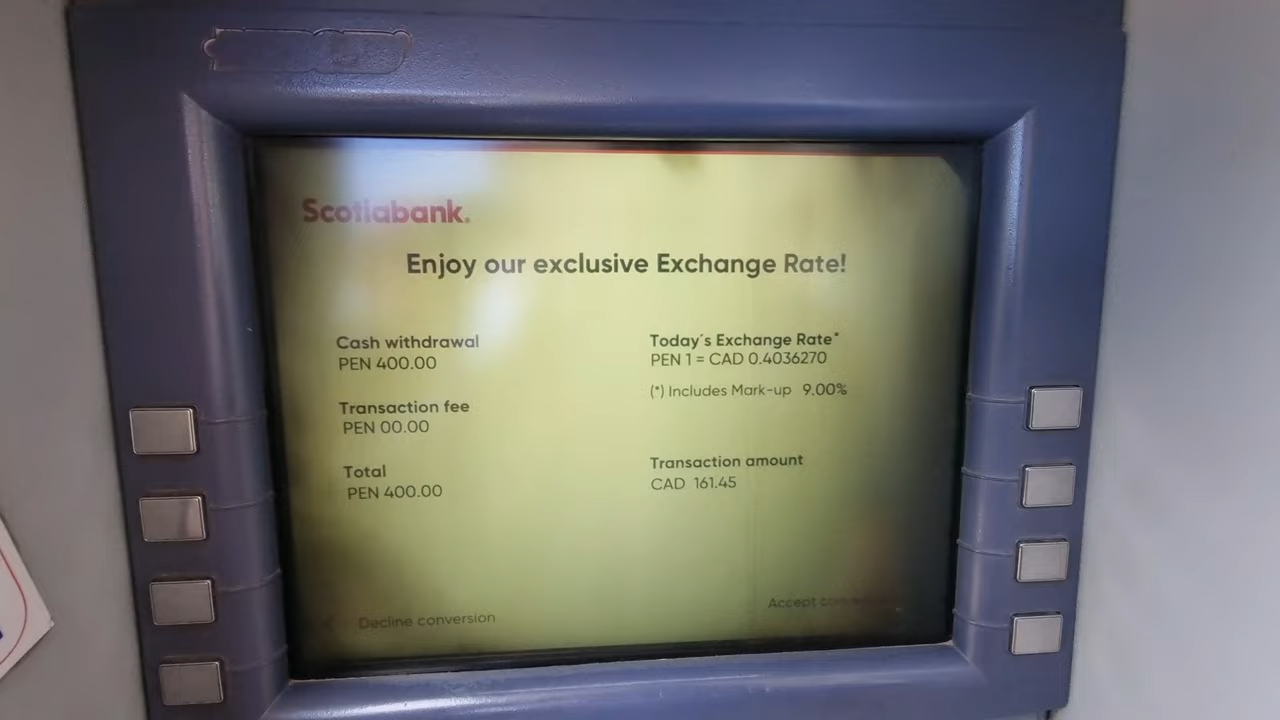 Scotiabank.
Enjoy our exclusive Exchange Rate!
Cash withdrawal
PEN 400.00
Transaction fee
PEN 00.00
Total
PEN 400.00
Today´s Exchange Rate*
PEN 1 = CAD 0.4036270
(*) Includes Mark-up 9.00%
Transaction amount
CAD 161.45
Decline conversion
Accept